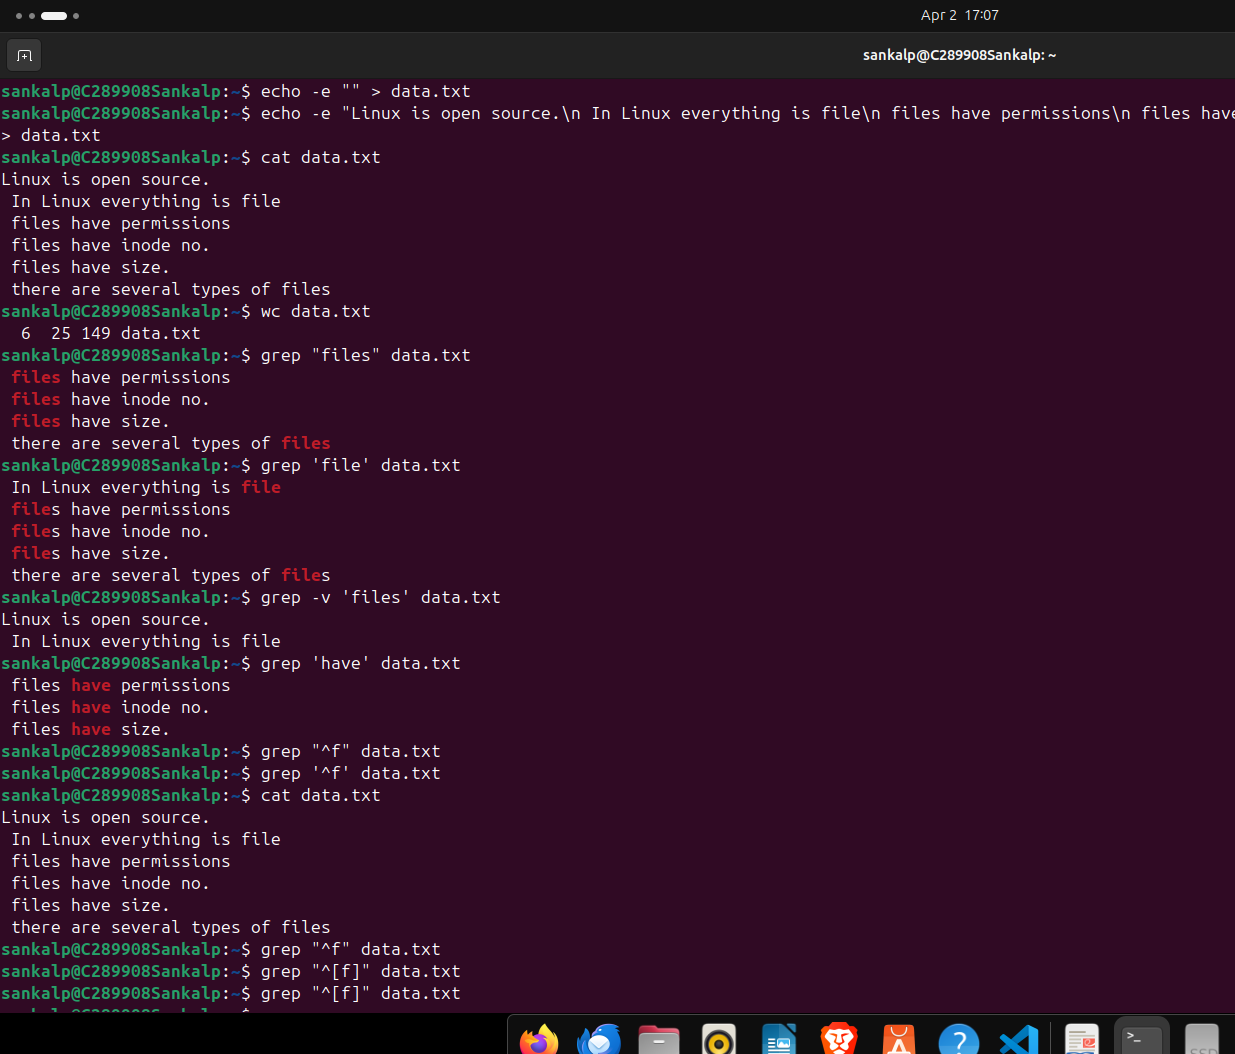 Apr 2 17:07
sankalp@C289908Sankalp: ~
sankalp@C289908Sankalp:~$ echo -e "" > data.txt
sankalp@C289908Sankalp:~$ echo -e "Linux is open source.\n In Linux everything is file\n files have permissions\n files have
> data.txt
sankalp@C289908Sankalp:~$ cat data.txt
Linux is open source.
 In Linux everything is file
 files have permissions
 files have inode no.
 files have size.
 there are several types of files
sankalp@C289908Sankalp:~$ wc data.txt
  6  25 149 data.txt
sankalp@C289908Sankalp:~$ grep "files" data.txt
 files have permissions
 files have inode no.
 files have size.
 there are several types of files
sankalp@C289908Sankalp:~$ grep 'file' data.txt
 In Linux everything is file
 files have permissions
 files have inode no.
 files have size.
 there are several types of files
sankalp@C289908Sankalp:~$ grep -v 'files' data.txt
Linux is open source.
 In Linux everything is file
sankalp@C289908Sankalp:~$ grep 'have' data.txt
 files have permissions
 files have inode no.
 files have size.
sankalp@C289908Sankalp:~$ grep "^f" data.txt
sankalp@C289908Sankalp:~$ grep '^f' data.txt
sankalp@C289908Sankalp:~$ cat data.txt
Linux is open source.
 In Linux everything is file
 files have permissions
 files have inode no.
 files have size.
 there are several types of files
sankalp@C289908Sankalp:~$ grep "^f" data.txt
sankalp@C289908Sankalp:~$ grep "^[f]" data.txt
sankalp@C289908Sankalp:~$ grep "^[f]" data.txt